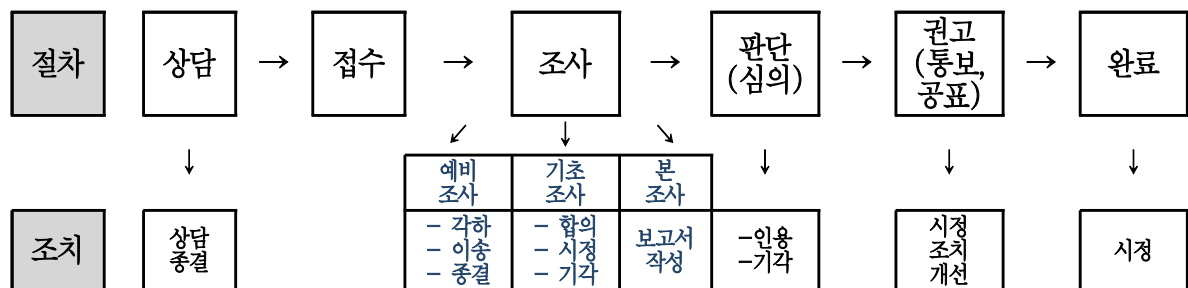 절차
상담
→
접수
→
조사
→
판단
(심의)
→
권고
(통보,
공표)
→
완료
↓
↙
↓
↘
↓
↓
↓
예비
조사
기초
조사
본
조사
조치
상담
종결
- 각하
- 이송
- 종결
- 합의
- 시정
- 기각
보고서
작성
-인용
-기각
시정
조치
개선
시정